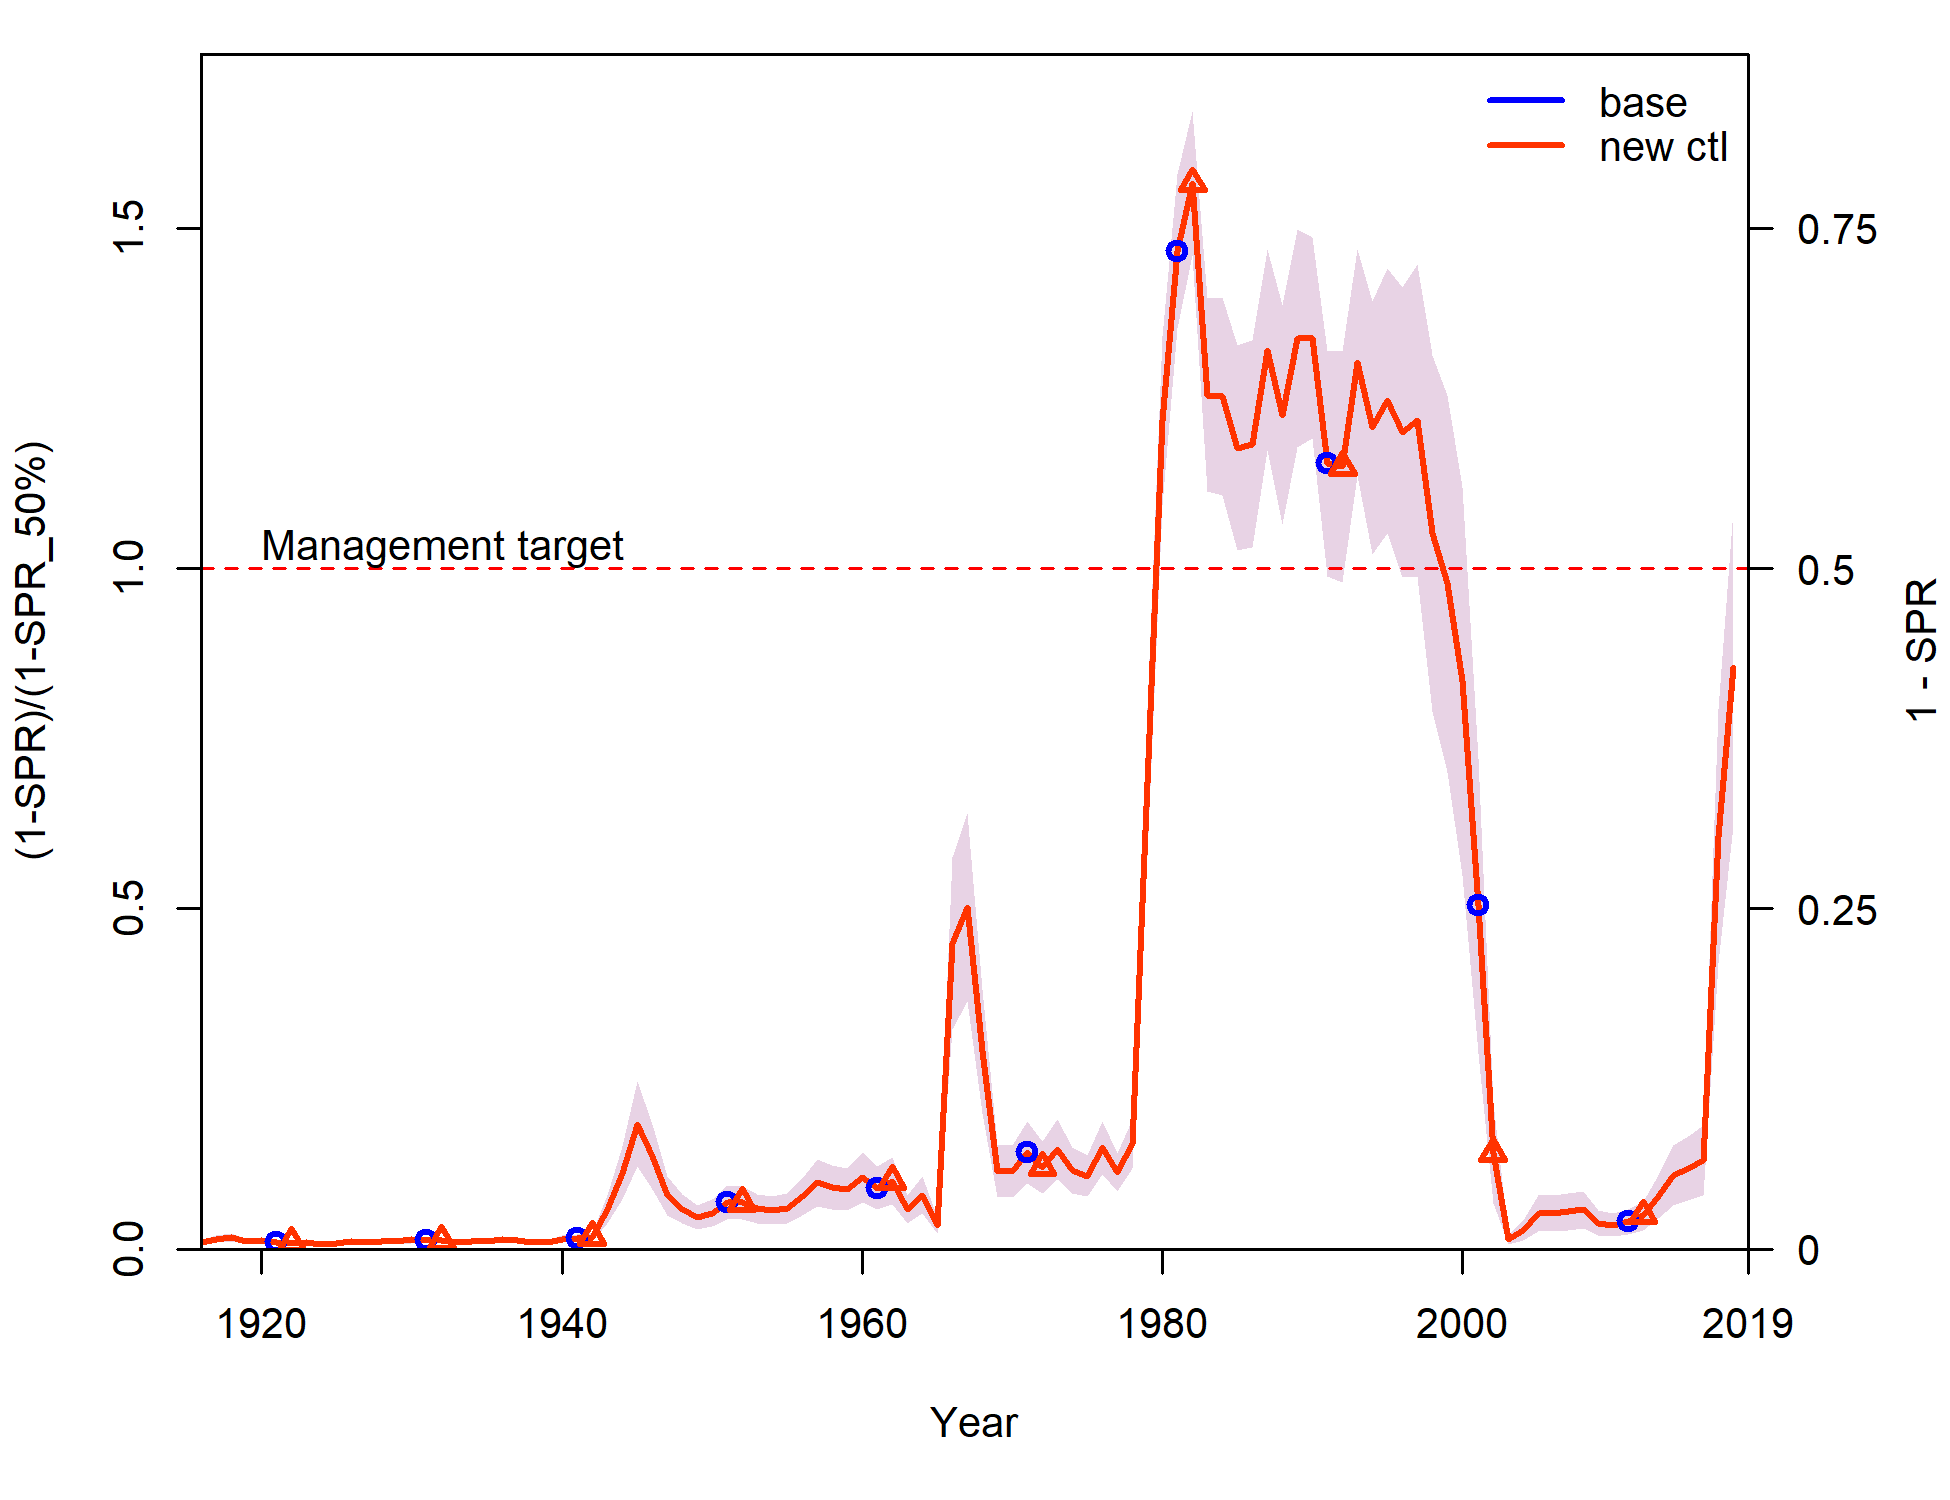 base
new ctl
Management target
(1-SPR)/(1-SPR_50%)
1 - SPR
0.0
0.5
1.0
1.5
0
0.25
0.5
0.75
1920
1940
1960
1980
2000
2019
Year